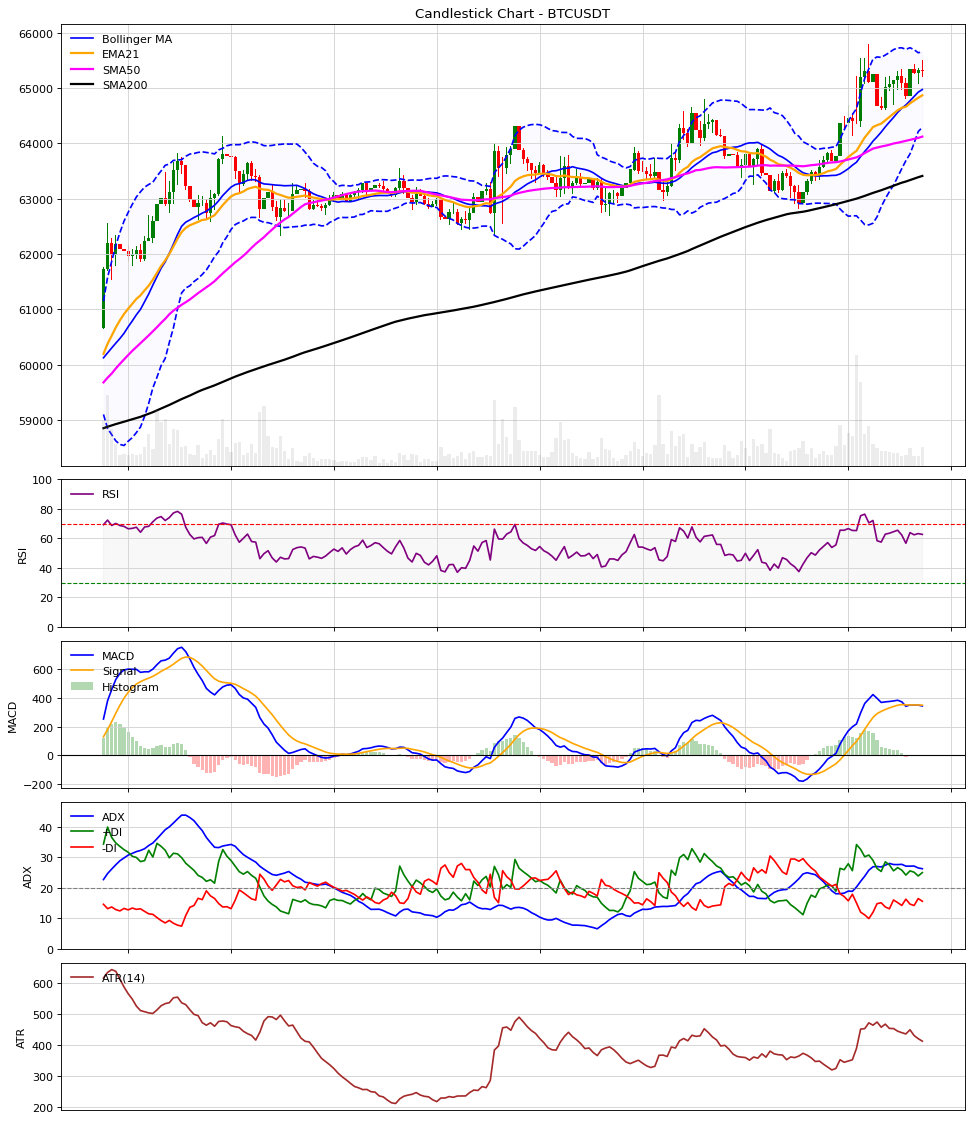 Candlestick Chart - BTCUSDT
66000
65000
64000
63000
62000
61000
60000
59000
Bollinger MA
EMA21
SMA50
SMA200
100
80
60
40
20
0
RSI
RSI
600
400
200
0
−200
MACD
MACD
Signal
Histogram
40
30
20
10
0
ADX
ADX
+DI
-DI
600
500
400
300
200
ATR
ATR(14)